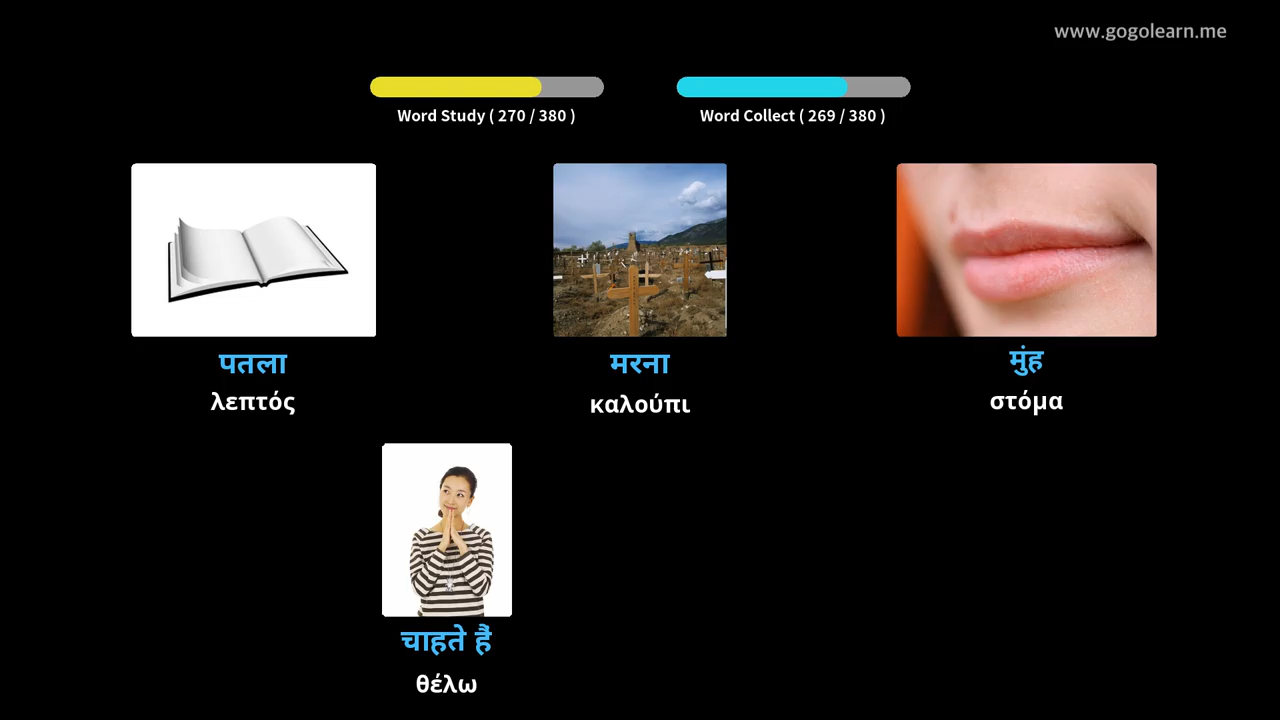 www.gogolearn.me
Word Study ( 270 / 380 )
Word Collect ( 269 / 380 )
पतला
λεπτός
मरना
καλούπι
मुंह
στόμα
चाहते हैं
θέλω